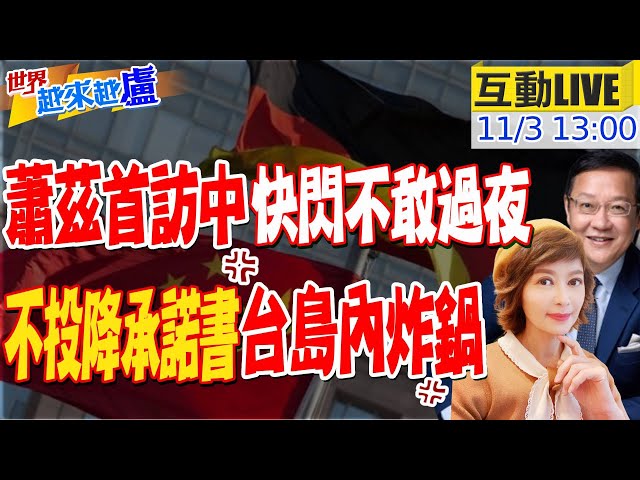 世界
越來越盧
互動LIVE
11/3 13:00
蕭茲首訪中 快閃不敢過夜
不投降承諾書 台島內炸鍋